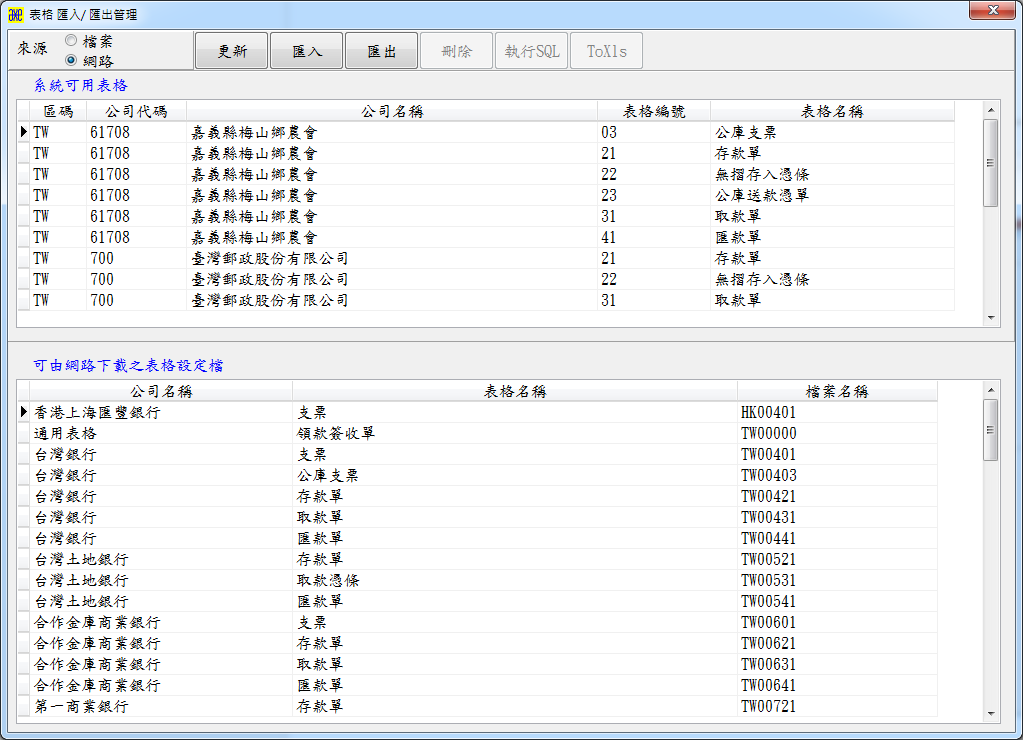 表格 匯入/ 匯出管理
來源 檔案
網路
更新 匯入 匯出 刪除 執行SQL ToXls
系統可用表格
區碼 公司代碼 公司名稱 表格編號 表格名稱
TW 61708 嘉義縣梅山鄉農會 03 公庫支票
TW 61708 嘉義縣梅山鄉農會 21 存款單
TW 61708 嘉義縣梅山鄉農會 22 無摺存入憑條
TW 61708 嘉義縣梅山鄉農會 23 公庫送款憑單
TW 61708 嘉義縣梅山鄉農會 31 取款單
TW 61708 嘉義縣梅山鄉農會 41 匯款單
TW 700 臺灣郵政股份有限公司 21 存款單
TW 700 臺灣郵政股份有限公司 22 無摺存入憑條
TW 700 臺灣郵政股份有限公司 31 取款單
可由網路下載之表格設定檔
公司名稱 表格名稱 檔案名稱
香港上海匯豐銀行 支票 HK00401
通用表格 領款簽收單 TW00000
台灣銀行 支票 TW00401
台灣銀行 公庫支票 TW00403
台灣銀行 存款單 TW00421
台灣銀行 取款單 TW00431
台灣銀行 匯款單 TW00441
台灣土地銀行 存款單 TW00521
台灣土地銀行 取款憑條 TW00531
台灣土地銀行 匯款單 TW00541
合作金庫商業銀行 支票 TW00601
合作金庫商業銀行 存款單 TW00621
合作金庫商業銀行 取款單 TW00631
合作金庫商業銀行 匯款單 TW00641
第一商業銀行 存款單 TW00721